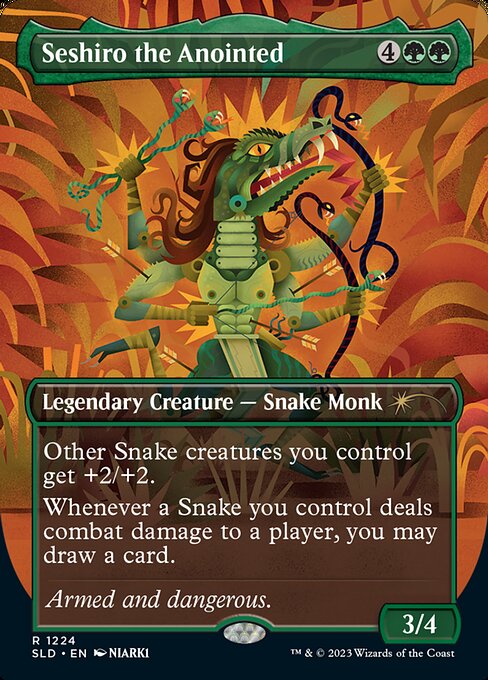 Seshiro the Anointed 4
Legendary Creature — Snake Monk
Other Snake creatures you control
get +2/+2.
Whenever a Snake you control deals
combat damage to a player, you may
draw a card.
Armed and dangerous.
3/4
R 1224
SLD • EN NIARKI
™ & © 2023 Wizards of the Coast